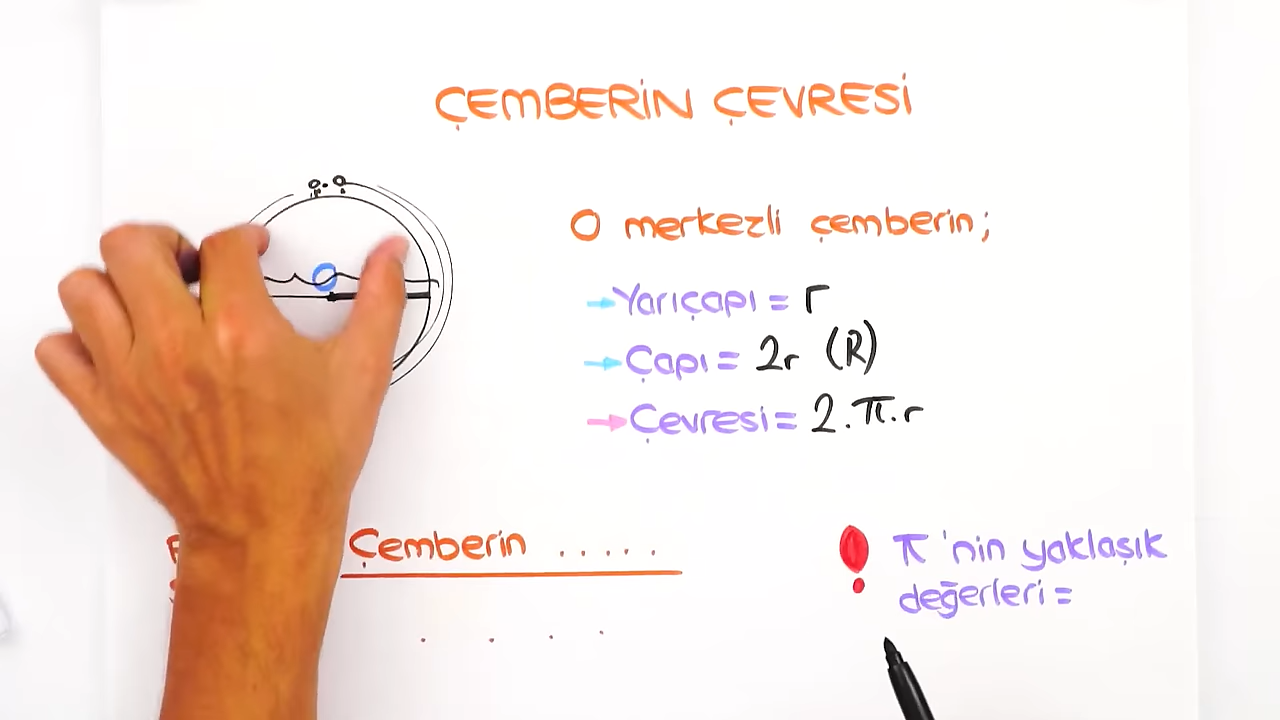 ÇEMBERİN ÇEVRESİ
O merkezli çemberin;
Yarıçapı = r
Çapı = 2r (R)
Çevresi = 2.π.r
O
Çemberin .....
....
π'nin yaklaşık
değerleri =